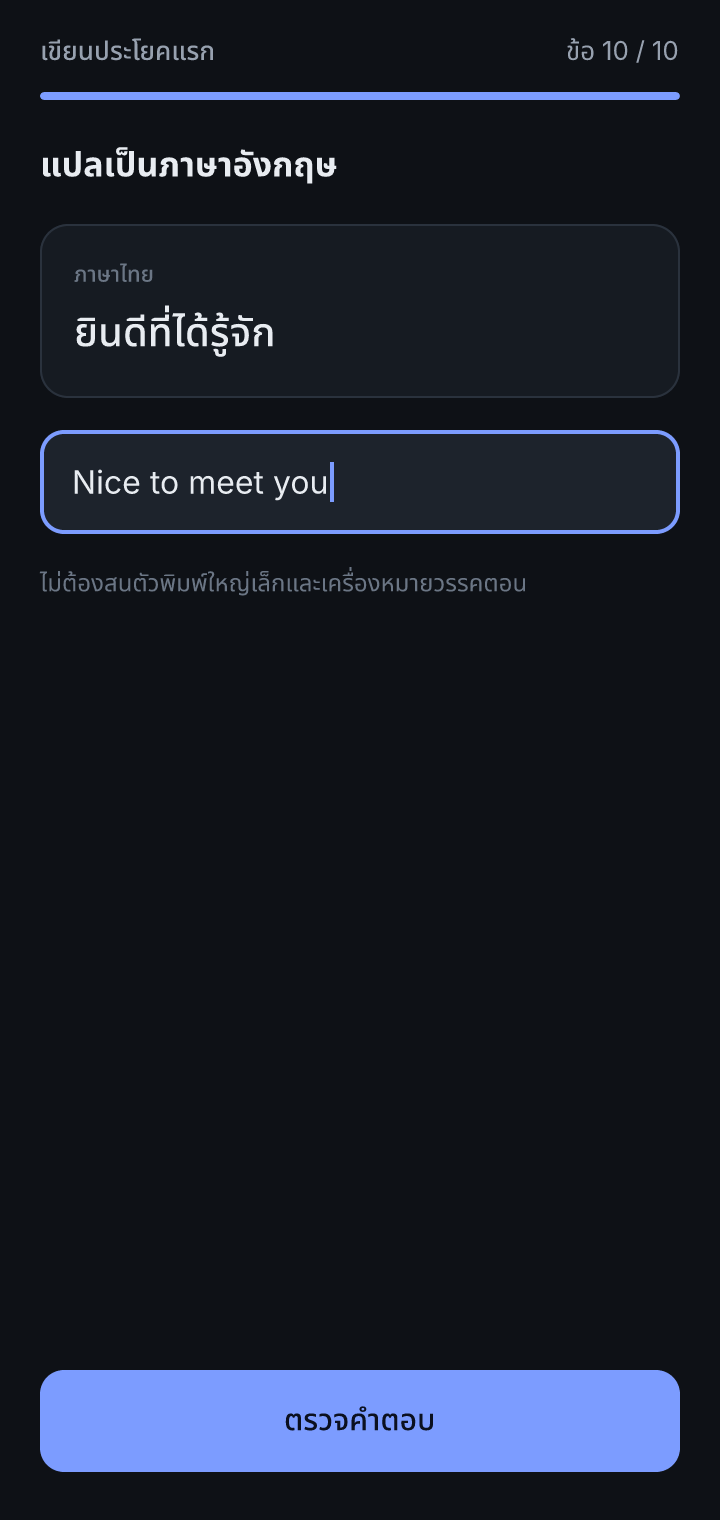 เขียนประโยคแรก
ข้อ 10 / 10
แปลเป็นภาษาอังกฤษ
ภาษาไทย
ยินดีที่ได้รู้จัก
Nice to meet you
ไม่ต้องสนตัวพิมพ์ใหญ่เล็กและเครื่องหมายวรรคตอน
ตรวจคำตอบ